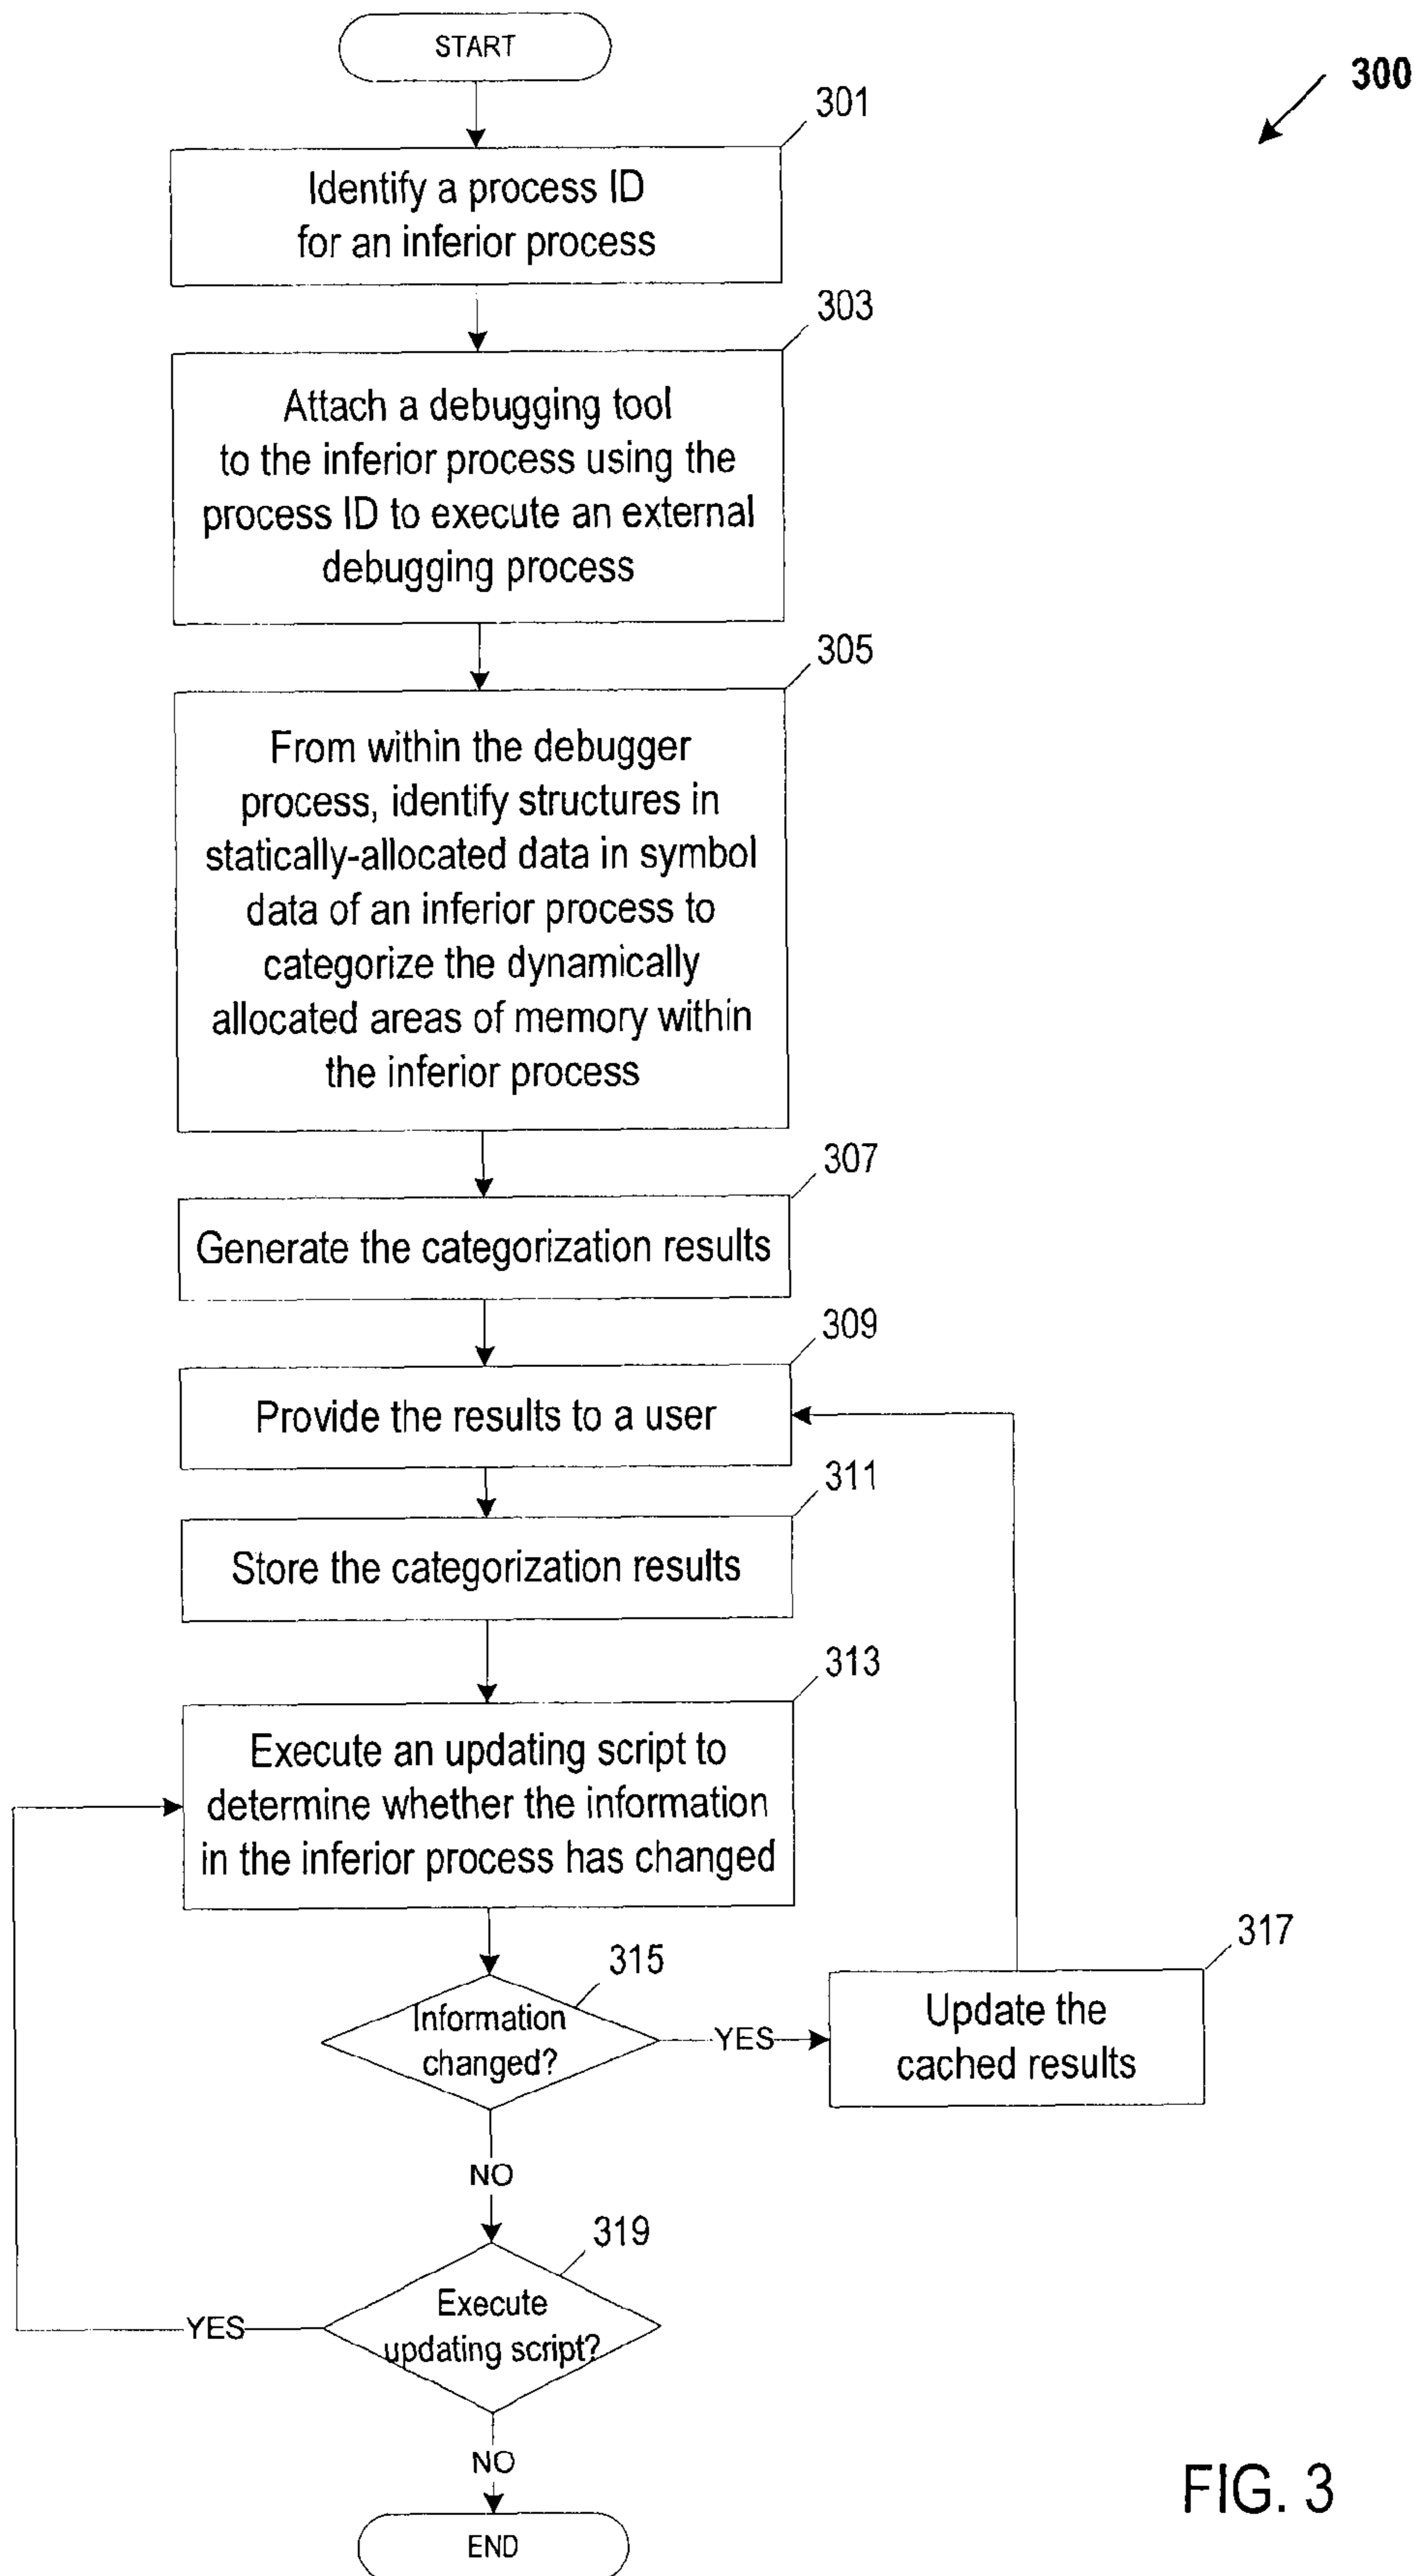 START
300
301
Identify a process ID
for an inferior process
303
Attach a debugging tool
to the inferior process using the
process ID to execute an external
debugging process
305
From within the debugger
process, identify structures in
statically-allocated data in symbol
data of an inferior process to
categorize the dynamically
allocated areas of memory within
the inferior process
307
Generate the categorization results
309
Provide the results to a user
311
Store the categorization results
313
Execute an updating script to
determine whether the information
in the inferior process has changed
315
Information
changed?
YES
317
Update the
cached results
NO
319
Execute
updating script?
YES
NO
END
FIG. 3